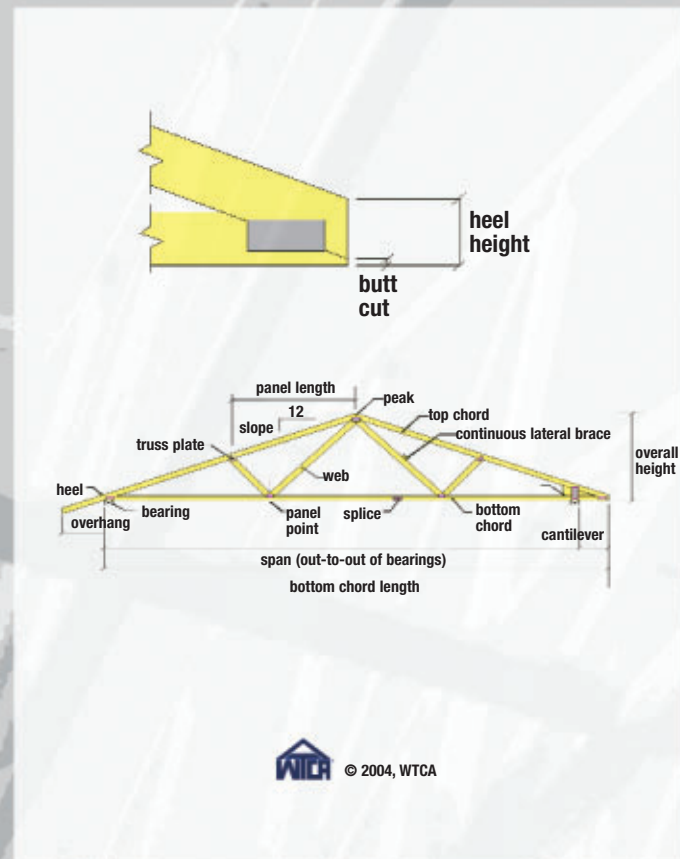 heel
height
butt
cut
panel length
peak
12
top chord
slope
continuous lateral brace
truss plate
overall
height
web
heel
bearing
panel
point
splice
bottom
chord
overhang
cantilever
span (out-to-out of bearings)
bottom chord length
WTCA © 2004, WTCA